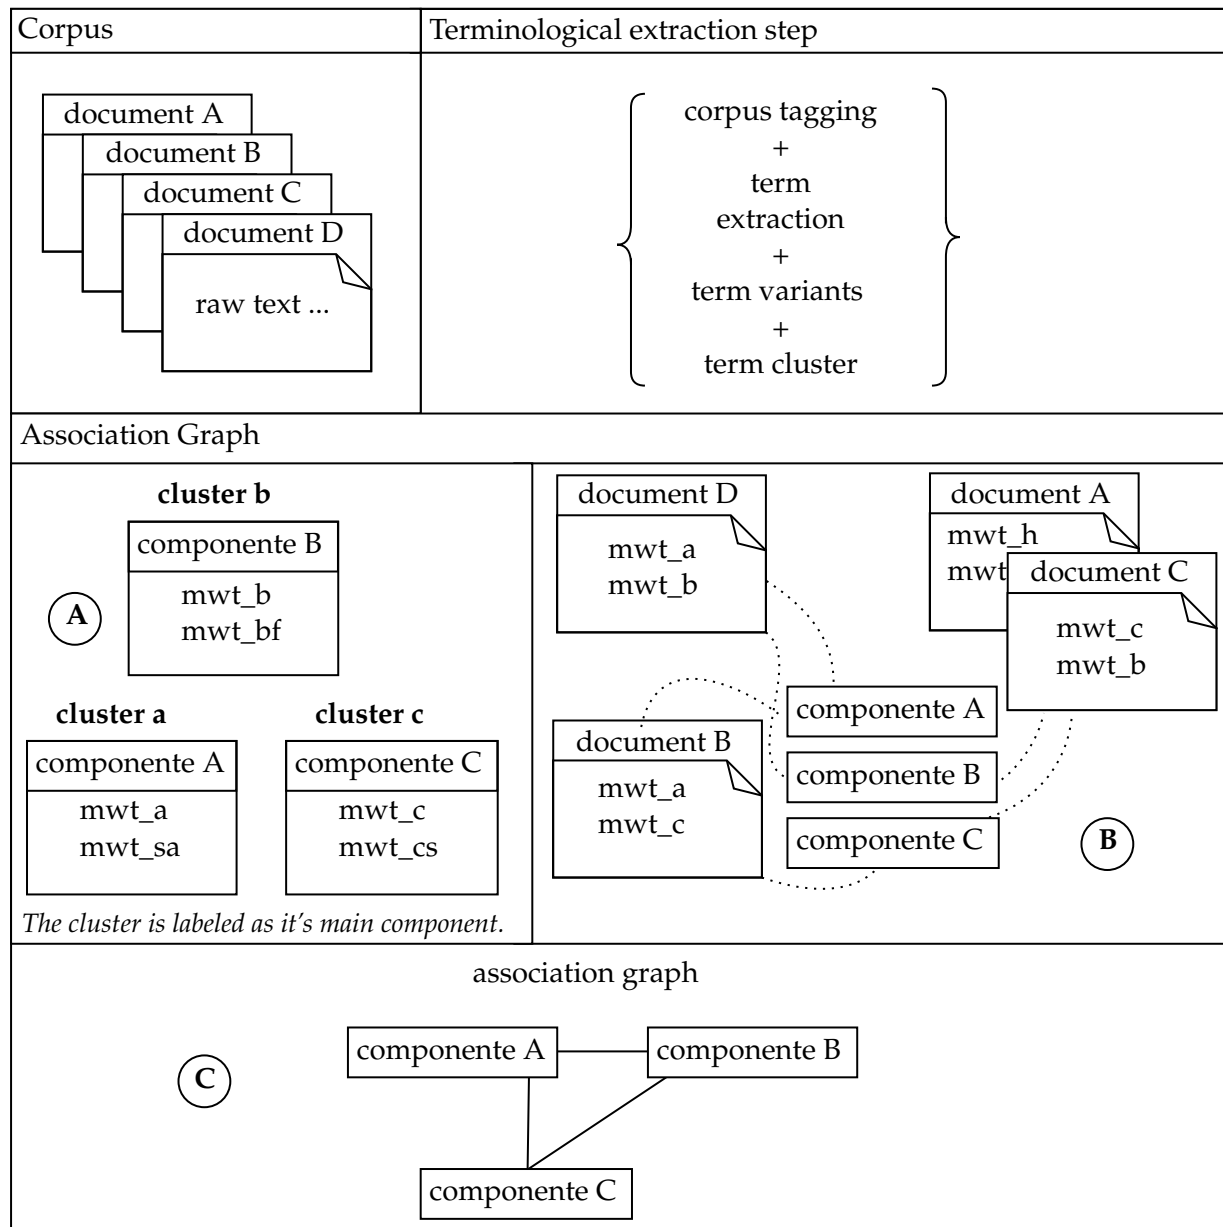 Corpus
Terminological extraction step
document A
document B
document C
document D
raw text ...
corpus tagging
+
term
extraction
+
term variants
+
term cluster
Association Graph
cluster b
componente B
mwt_b
mwt_bf
A
cluster a
componente A
mwt_a
mwt_sa
cluster c
componente C
mwt_c
mwt_cs
The cluster is labeled as it's main component.
document D
mwt_a
mwt_b
document A
mwt_h
mwt
document C
mwt_c
mwt_b
document B
mwt_a
mwt_c
componente A
componente B
componente C
B
association graph
componente A
componente B
C
componente C